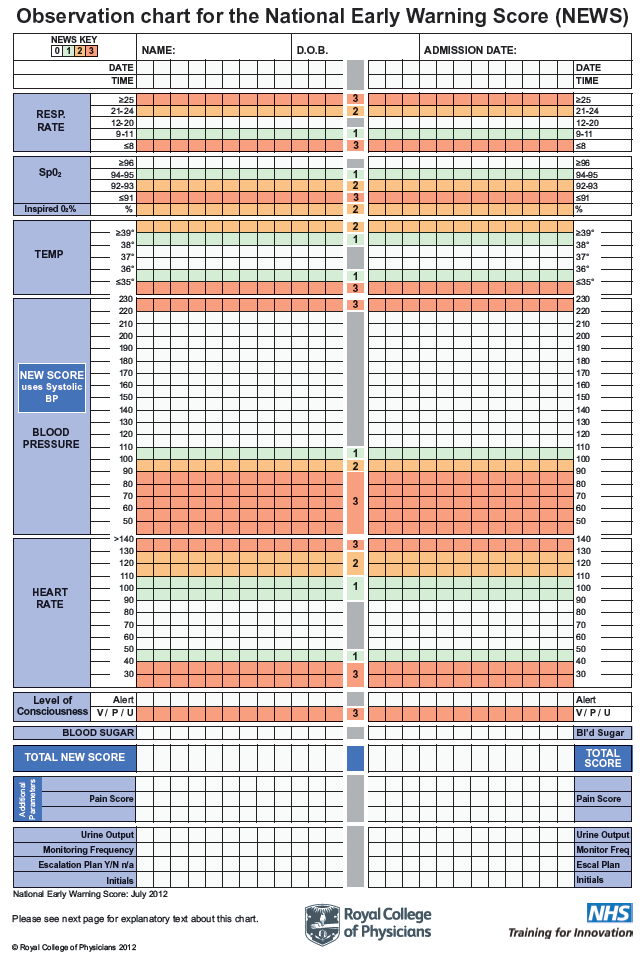 Observation chart for the National Early Warning Score (NEWS)
NEWS KEY
0 1 2 3
NAME: D.O.B. ADMISSION DATE:
DATE DATE
TIME TIME
RESP. RATE
≥25 3 ≥25
21-24 2 21-24
12-20 12-20
9-11 1 9-11
≤8 3 ≤8
Sp0₂
≥96 ≥96
94-95 1 94-95
92-93 2 92-93
≤91 3 ≤91
Inspired 0₂% % 2 %
TEMP
2
≥39° ≥39°
1
38° 38°
37° 37°
36° 36°
1
≤35° ≤35°
3
NEW SCORE
uses Systolic
BP
BLOOD
PRESSURE
230 3 230
220 220
210 210
200 200
190 190
180 180
170 170
160 160
150 150
140 140
130 130
120 120
110 110
1
100 100
2
90 90
80 80
70 3 70
60 60
50 50
HEART
RATE
>140 140
3
130 130
120 2 120
110 110
100 1 100
90 90
80 80
70 70
60 60
50 50
1
40 40
30 3 30
Level of
Consciousness
Alert Alert
V / P / U 3 V / P / U
BLOOD SUGAR Bl'd Sugar
TOTAL NEW SCORE TOTAL
SCORE
Additional
Parameters
Pain Score Pain Score
Urine Output Urine Output
Monitoring Frequency Monitor Freq
Escalation Plan Y/N n/a Escal Plan
Initials Initials
National Early Warning Score: July 2012
Please see next page for explanatory text about this chart.
Royal College
of Physicians
NHS
Training for Innovation
© Royal College of Physicians 2012